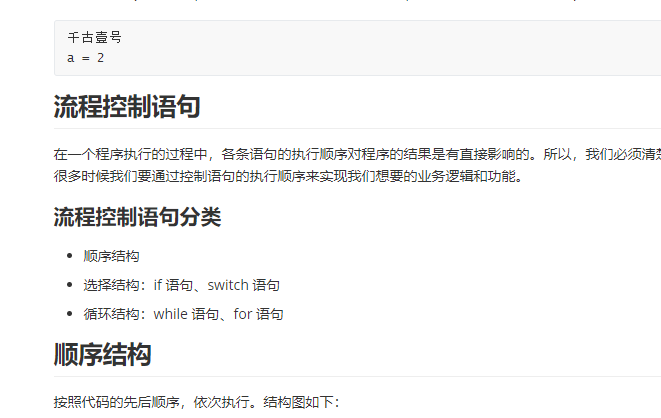 千古壹号
a = 2
流程控制语句
在一个程序执行的过程中，各条语句的执行顺序对程序的结果是有直接影响的。所以，我们必须清楚
很多时候我们要通过控制语句的执行顺序来实现我们想要的业务逻辑和功能。
流程控制语句分类
顺序结构
选择结构：if 语句、switch 语句
循环结构：while 语句、for 语句
顺序结构
按照代码的先后顺序，依次执行。结构图如下：